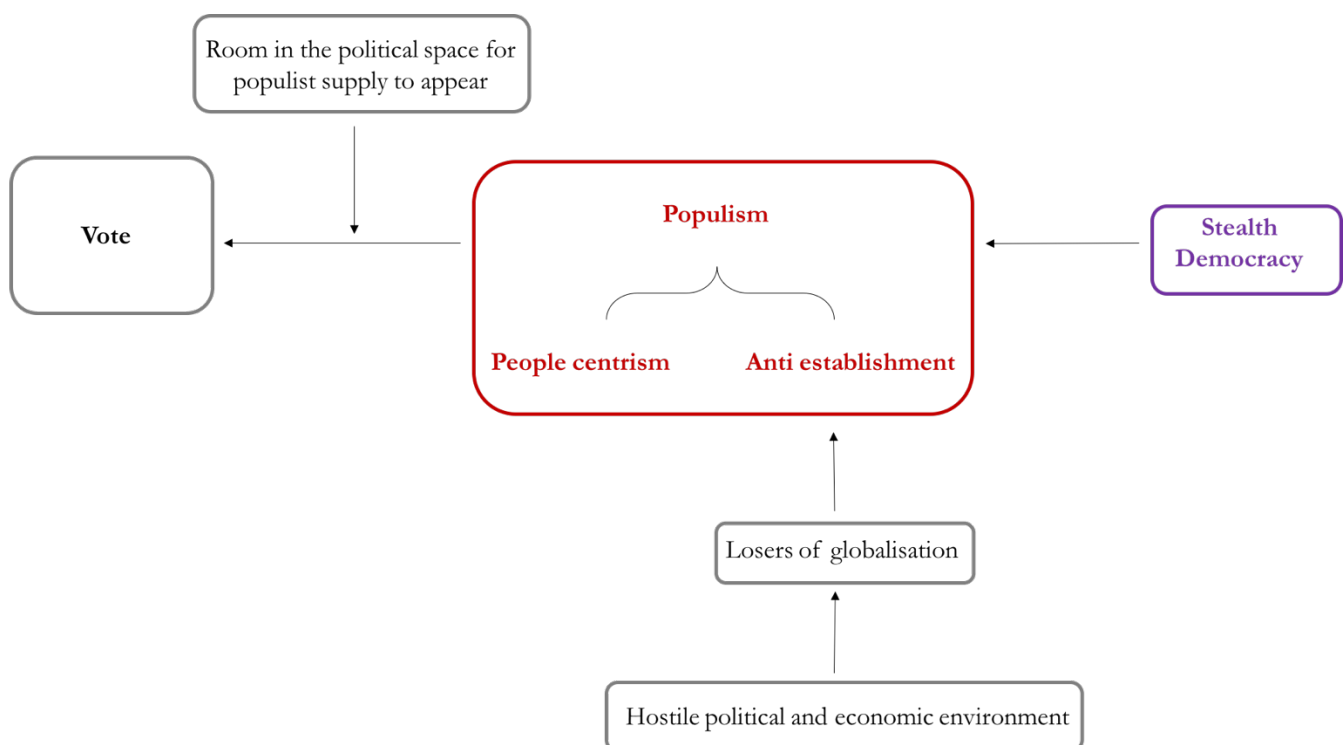 Room in the political space for
populist supply to appear
Vote
Populism
People centrism
Anti establishment
Stealth
Democracy
Losers of globalisation
Hostile political and economic environment